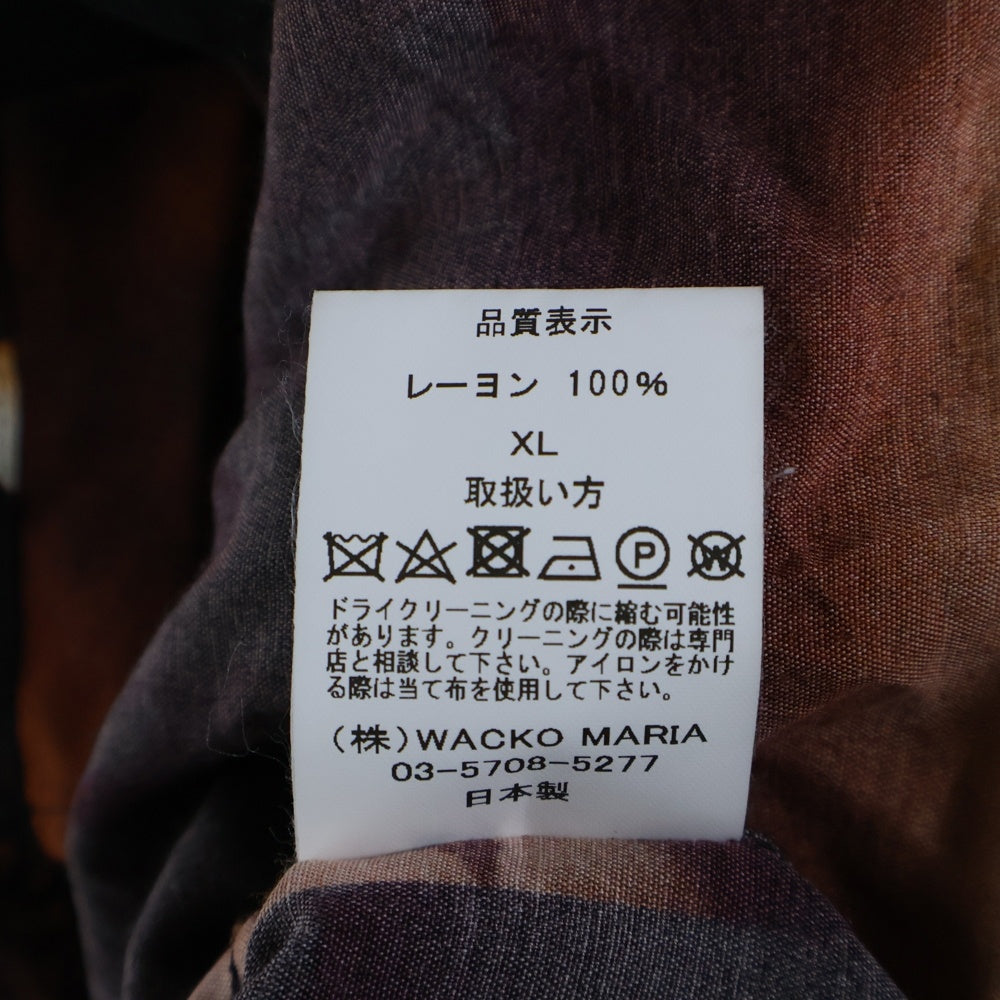 品質表示
レーヨン 100%
XL
取扱い方
P W
ドライクリーニングの際に縮む可能性
があります。クリーニングの際は専門
店と相談して下さい。アイロンをかけ
る際は当て布を使用して下さい。
(株)WACKO MARIA
03-5708-5277
日本製